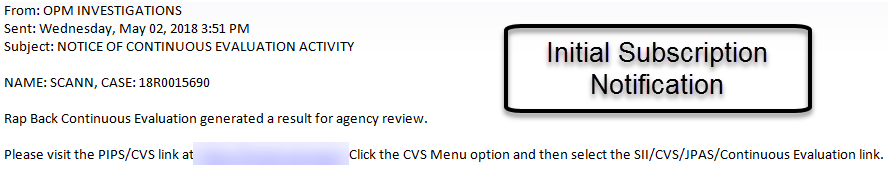 From: OPM INVESTIGATIONS
Sent: Wednesday, May 02, 2018 3:51 PM
Subject: NOTICE OF CONTINUOUS EVALUATION ACTIVITY
Initial Subscription
Notification
NAME: SCANN, CASE: 18R0015690
Rap Back Continuous Evaluation generated a result for agency review.
Please visit the PIPS/CVS link at Click the CVS Menu option and then select the SII/CVS/JPAS/Continuous Evaluation link.